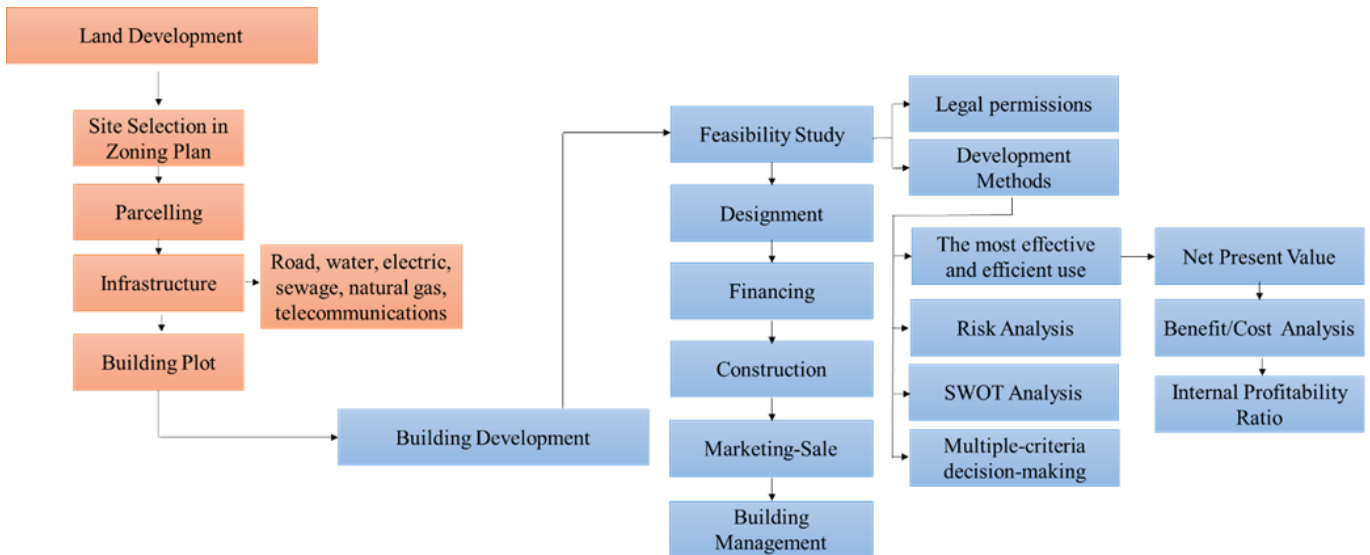 Land Development
Site Selection in
Zoning Plan
Parcelling
Infrastructure
Road, water, electric,
sewage, natural gas,
telecommunications
Building Plot
Building Development
Feasibility Study
Legal permissions
Development
Methods
Designment
Financing
Construction
Marketing-Sale
Building
Management
The most effective
and efficient use
Risk Analysis
SWOT Analysis
Multiple-criteria
decision-making
Net Present Value
Benefit/Cost Analysis
Internal Profitability
Ratio